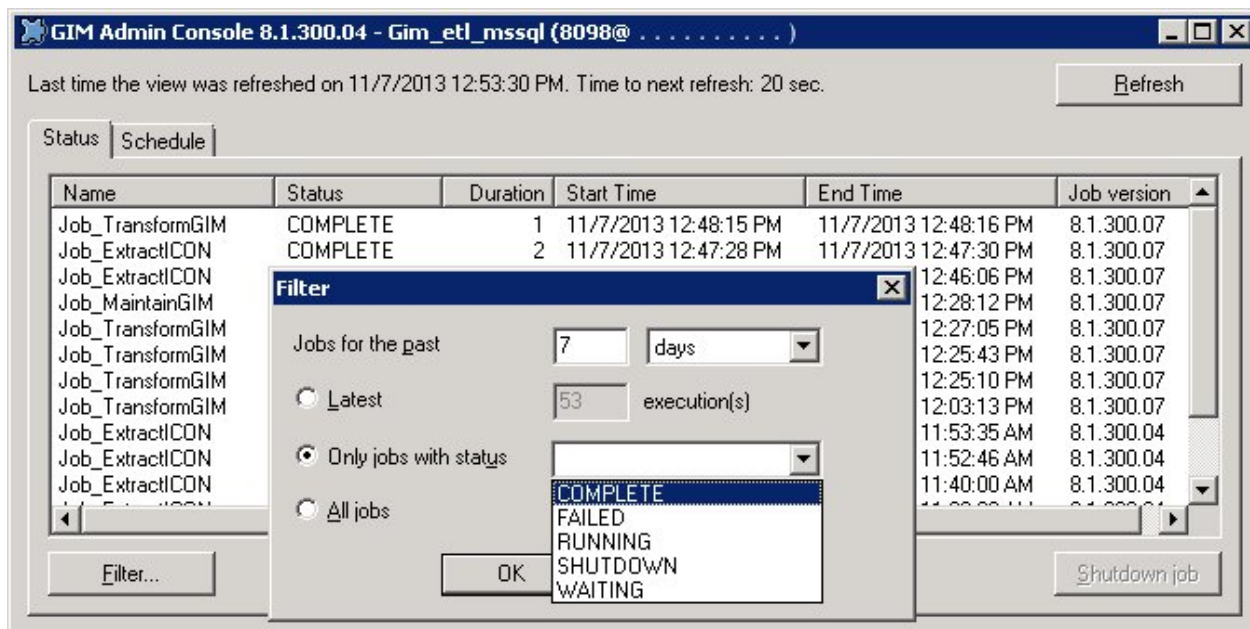 GIM Admin Console 8.1.300.04 - Gim_etl_mssql (8098@ . . . . . . . . . . )
Last time the view was refreshed on 11/7/2013 12:53:30 PM. Time to next refresh: 20 sec. Refresh
Status Schedule
Name Status Duration Start Time End Time Job version
Job_TransformGIM COMPLETE 1 11/7/2013 12:48:15 PM 11/7/2013 12:48:16 PM 8.1.300.07
Job_ExtractICON COMPLETE 2 11/7/2013 12:47:28 PM 11/7/2013 12:47:30 PM 8.1.300.07
Job_ExtractICON 12:46:06 PM 8.1.300.07
Job_MaintainGIM 12:28:12 PM 8.1.300.07
Job_TransformGIM 12:27:05 PM 8.1.300.07
Job_TransformGIM 12:25:43 PM 8.1.300.07
Job_TransformGIM 12:25:10 PM 8.1.300.07
Job_TransformGIM 12:03:13 PM 8.1.300.07
Job_ExtractICON 11:53:35 AM 8.1.300.04
Job_ExtractICON 11:52:46 AM 8.1.300.04
Job_ExtractICON 11:40:00 AM 8.1.300.04
Filter
Jobs for the past 7 days
Latest 53 execution(s)
Only jobs with status
All jobs
COMPLETE
FAILED
RUNNING
SHUTDOWN
WAITING
OK
Filter... Shutdown job